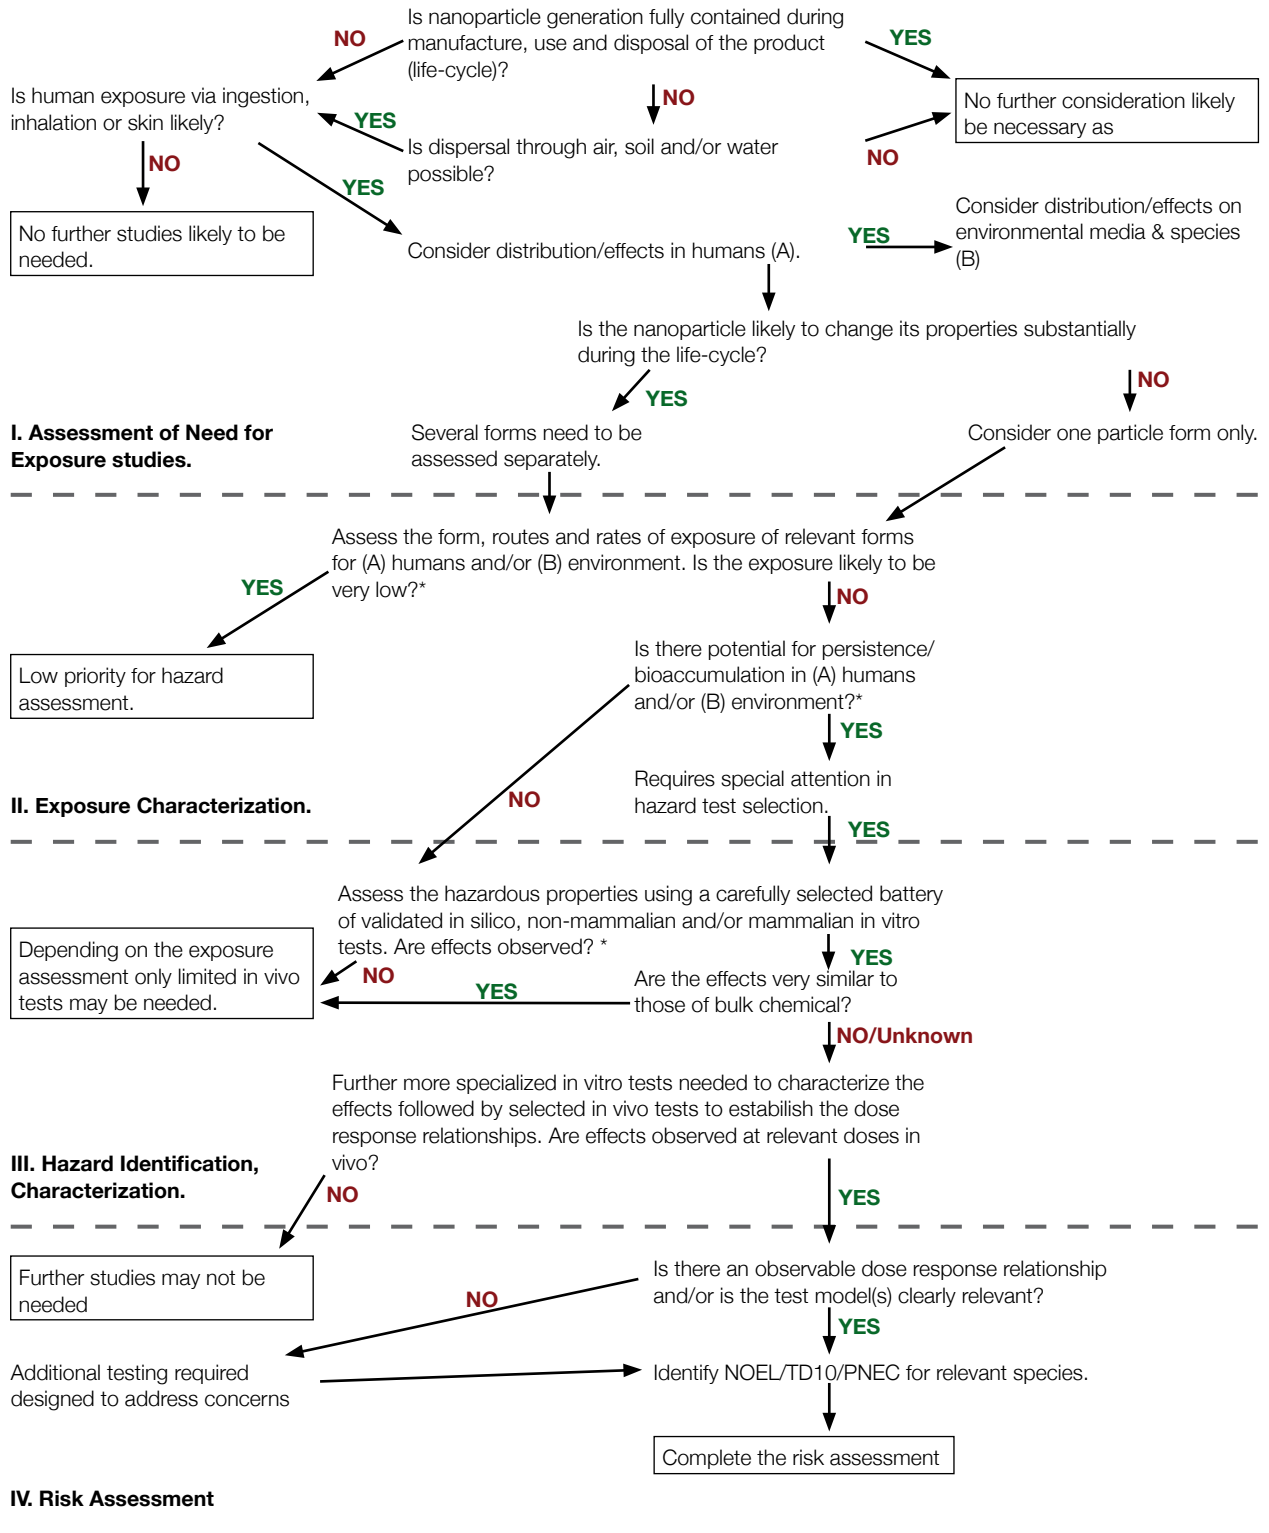 Is nanoparticle generation fully contained during
manufacture, use and disposal of the product
(life-cycle)?
NO
YES
Is human exposure via ingestion,
inhalation or skin likely?
NO
No further consideration likely
be necessary as
YES
Is dispersal through air, soil and/or water
possible?
NO
NO
YES
No further studies likely to be
needed.
Consider distribution/effects in humans (A).
YES
Consider distribution/effects on
environmental media & species
(B)
Is the nanoparticle likely to change its properties substantially
during the life-cycle?
YES
NO
I. Assessment of Need for
Exposure studies.
Several forms need to be
assessed separately.
Consider one particle form only.
Assess the form, routes and rates of exposure of relevant forms
for (A) humans and/or (B) environment. Is the exposure likely to be
very low?*
YES
NO
Low priority for hazard
assessment.
Is there potential for persistence/
bioaccumulation in (A) humans
and/or (B) environment?*
YES
NO
Requires special attention in
hazard test selection.
II. Exposure Characterization.
YES
Assess the hazardous properties using a carefully selected battery
of validated in silico, non-mammalian and/or mammalian in vitro
tests. Are effects observed? *
Depending on the exposure
assessment only limited in vivo
tests may be needed.
NO
YES
YES
Are the effects very similar to
those of bulk chemical?
NO/Unknown
Further more specialized in vitro tests needed to characterize the
effects followed by selected in vivo tests to estabilish the dose
response relationships. Are effects observed at relevant doses in
vivo?
III. Hazard Identification,
Characterization.
NO
YES
Further studies may not be
needed
Is there an observable dose response relationship
and/or is the test model(s) clearly relevant?
NO
YES
Additional testing required
designed to address concerns
Identify NOEL/TD10/PNEC for relevant species.
Complete the risk assessment
IV. Risk Assessment